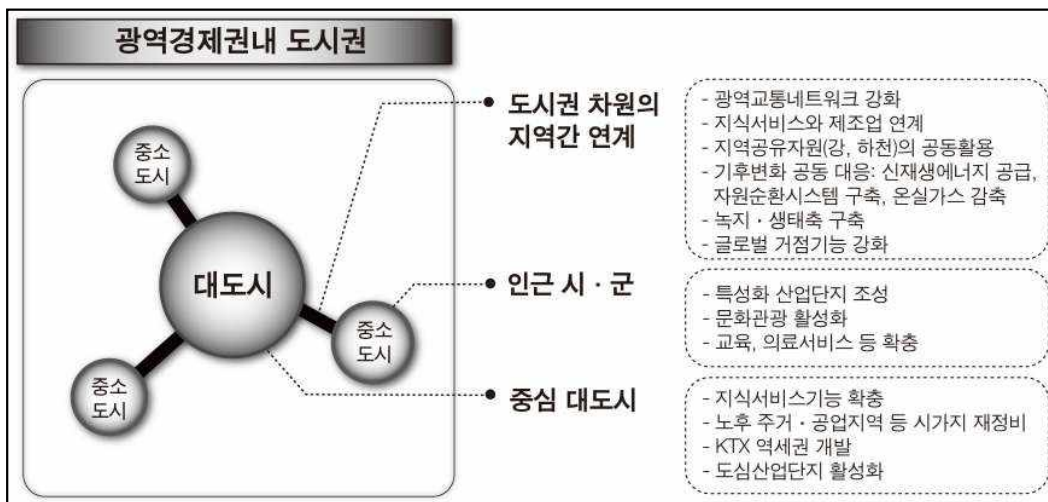 광역경제권내 도시권
중소
도시
대도시
중소
도시
중소
도시
• 도시권 차원의
지역간 연계
- 광역교통네트워크 강화
- 지식서비스와 제조업 연계
- 지역공유자원(강, 하천)의 공동활용
- 기후변화 공동 대응: 신재생에너지 공급,
자원순환시스템 구축, 온실가스 감축
- 녹지 · 생태축 구축
- 글로벌 거점기능 강화
• 인근 시 · 군
- 특성화 산업단지 조성
- 문화관광 활성화
- 교육, 의료서비스 등 확충
• 중심 대도시
- 지식서비스기능 확충
- 노후 주거 · 공업지역 등 시가지 재정비
- KTX 역세권 개발
- 도심산업단지 활성화